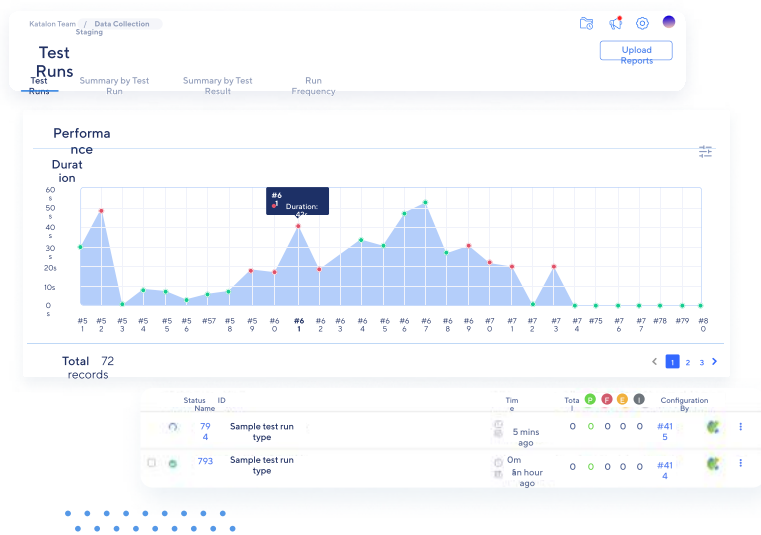 Katalon Team / Data Collection
Staging
Test
Runs
Upload
Reports
Test
Runs
Summary by Test
Run
Summary by Test
Result
Run
Frequency
Performa
nce
Durat
ion
60
s
50
s
40
s
30
s
20s
10s
0
s
#6
1
Duration:
42s
#5
1
#5
2
#5
3
#5
4
#5
5
#5
6
#57
#5
8
#5
9
#6
0
#6
1
#6
2
#6
3
#6
4
#6
5
#6
6
#6
7
#6
8
#6
9
#7
0
#7
1
#7
2
#7
3
#7
4
#75
#7
6
#7
7
#78
#79
#8
0
Total 72
records
1 2 3
Status ID
Name
Tim
e
Tota
l
P F E I
Configuration
By
79
4
Sample test run
type
5 mins
ago
0 0 0 0 0
#41
5
793
Sample test run
type
0m
an hour
ago
0 0 0 0 0
#41
4